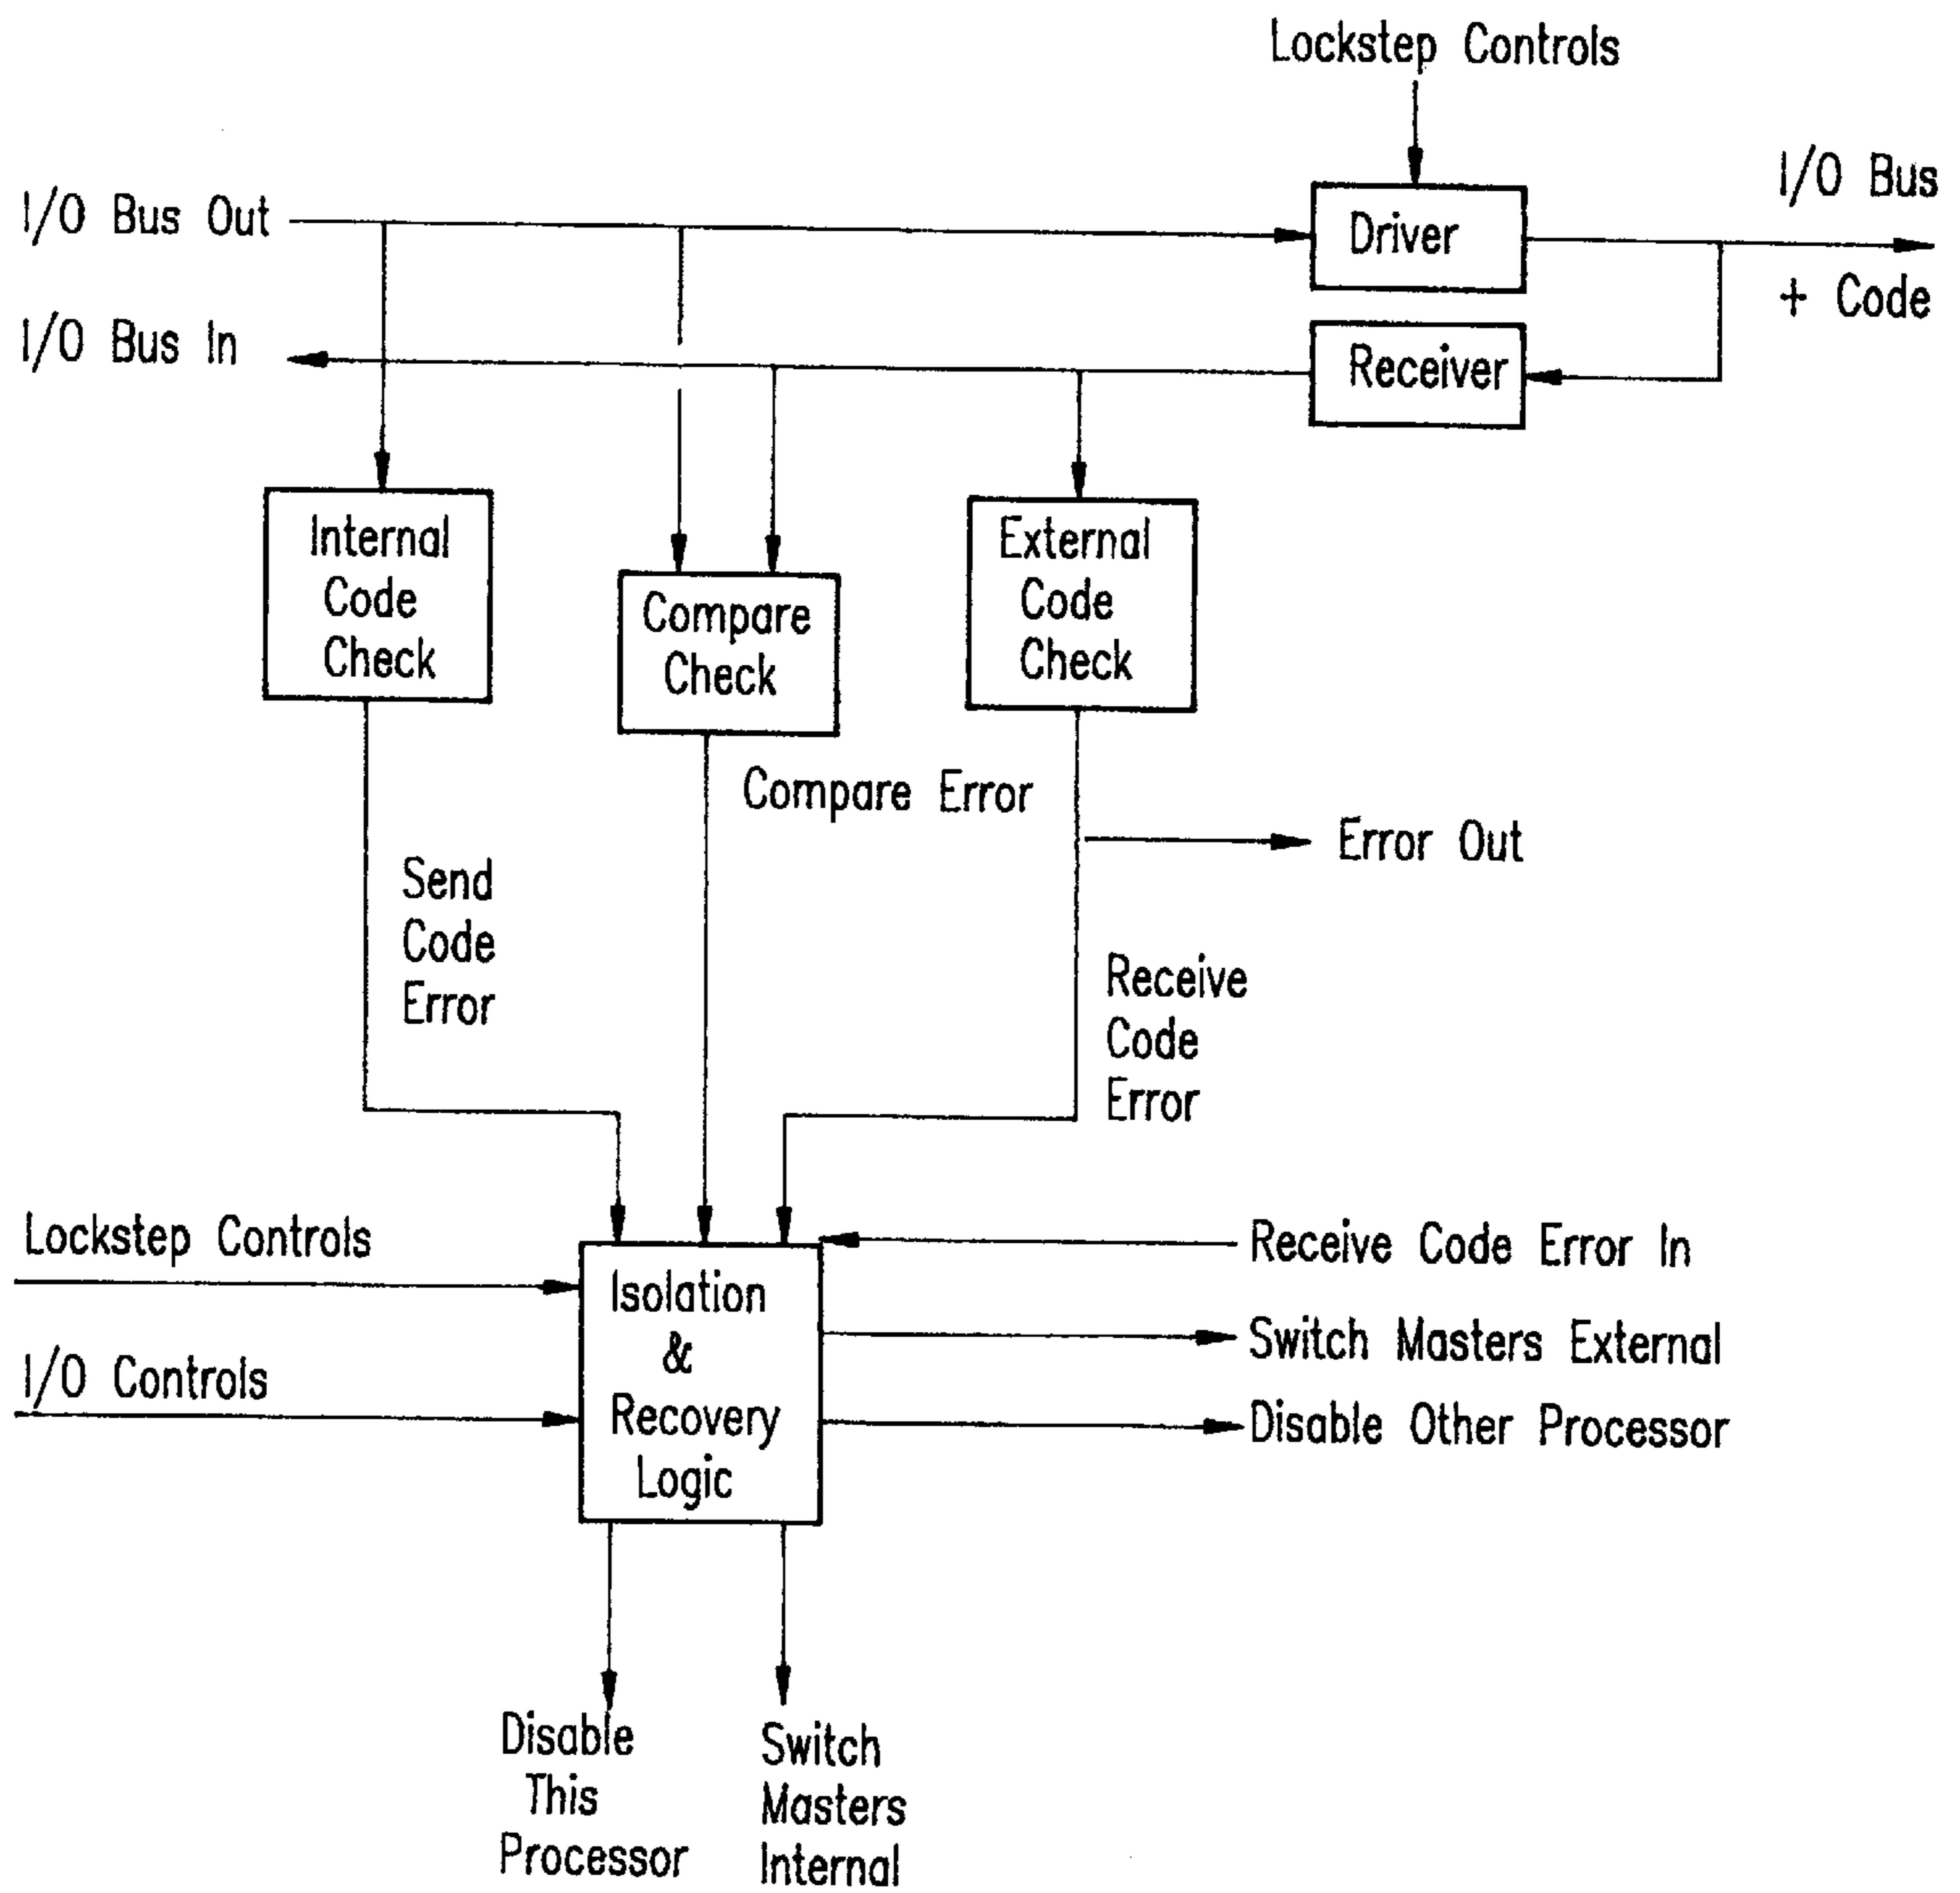 Lockstep Controls
I/O Bus
I/O Bus Out
Driver
+ Code
I/O Bus In
Receiver
Internal
Code
Check
Compare
Check
External
Code
Check
Compare Error
Error Out
Send
Code
Error
Receive
Code
Error
Lockstep Controls
I/O Controls
Isolation
&
Recovery
Logic
Receive Code Error In
Switch Masters External
Disable Other Processor
Disable
This
Processor
Switch
Masters
Internal